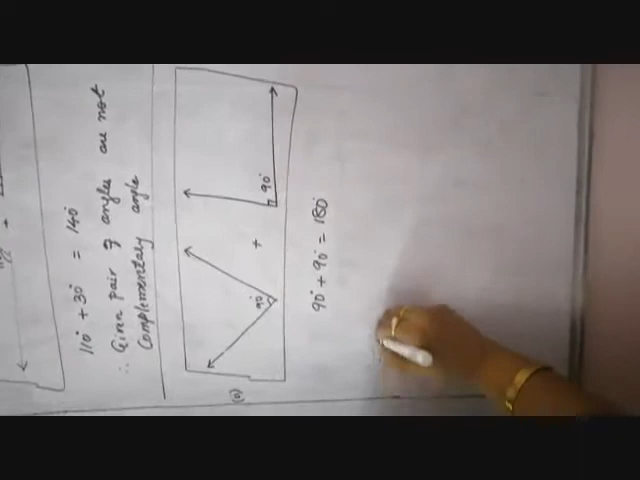 110° + 30° = 140°
∴ Given pair of angles are not
Complementary angle
90°
+
90°
90° + 90° = 180°